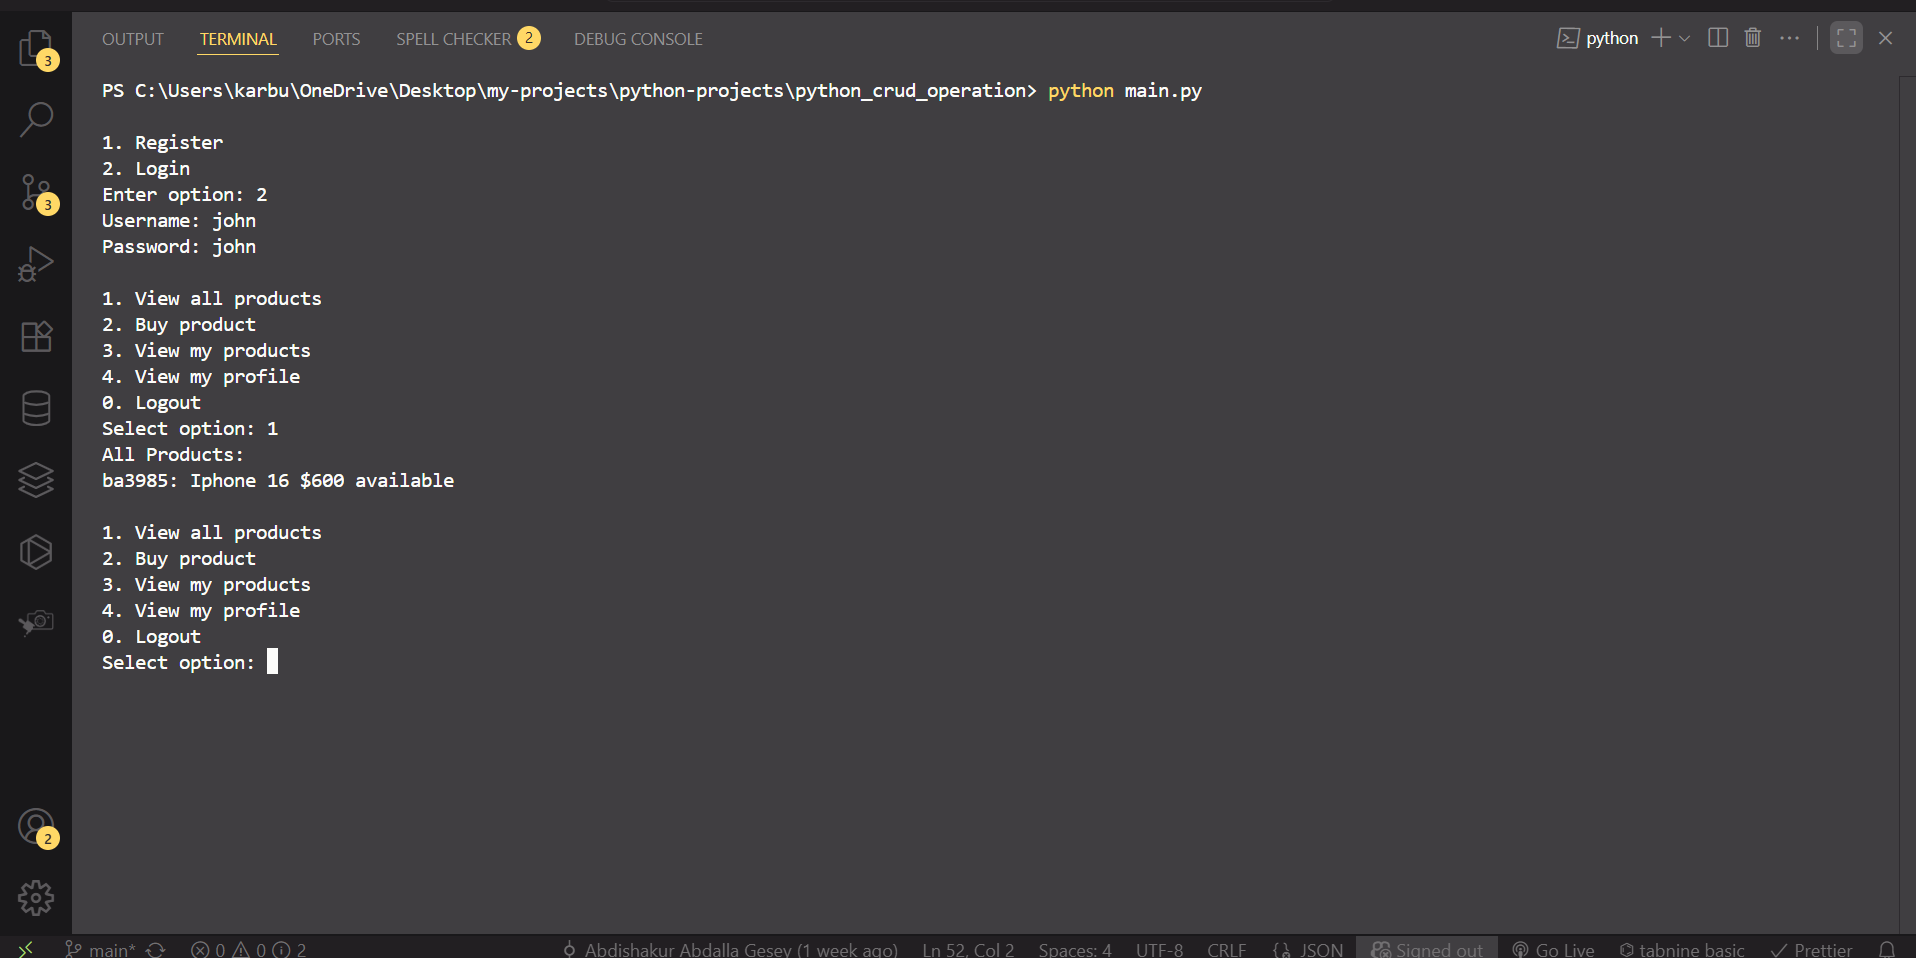 OUTPUT TERMINAL PORTS SPELL CHECKER 2 DEBUG CONSOLE python
3
3
2
PS C:\Users\karbu\OneDrive\Desktop\my-projects\python-projects\python_crud_operation> python main.py
1. Register
2. Login
Enter option: 2
Username: john
Password: john
1. View all products
2. Buy product
3. View my products
4. View my profile
0. Logout
Select option: 1
All Products:
ba3985: Iphone 16 $600 available
1. View all products
2. Buy product
3. View my products
4. View my profile
0. Logout
Select option:
main* 0 0 2 Abdishakur Abdalla Gesey (1 week ago) Ln 52, Col 2 Spaces: 4 UTF-8 CRLF {} JSON Signed out Go Live tabnine basic Prettier